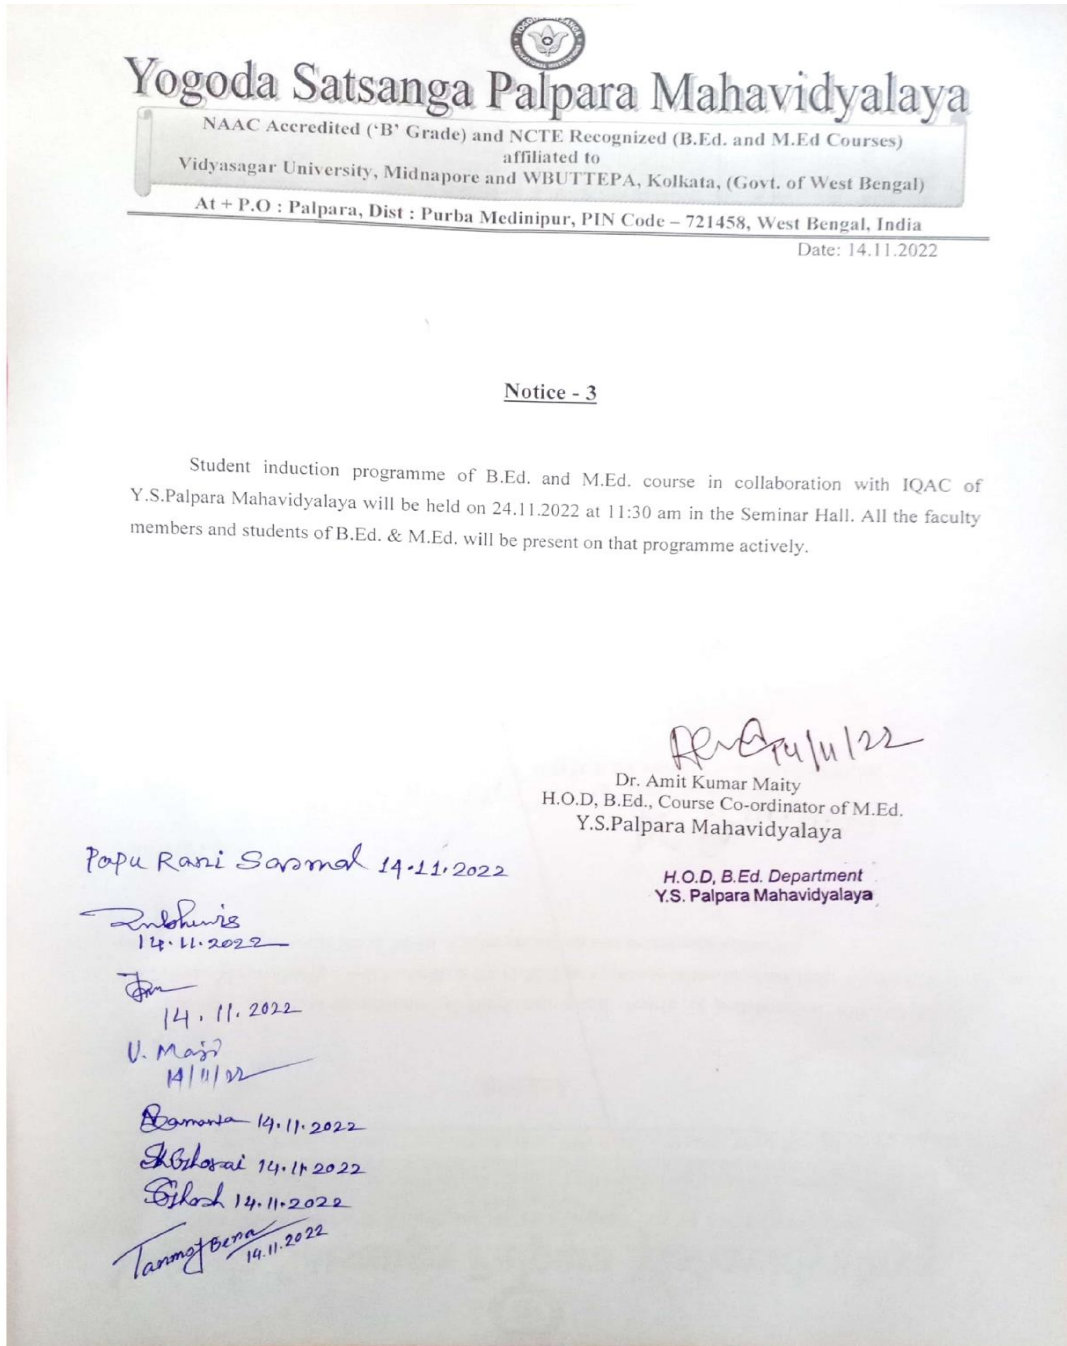 Yogoda Satsanga Palpara Mahavidyalaya
NAAC Accredited (‘B’ Grade) and NCTE Recognized (B.Ed. and M.Ed Courses)
affiliated to
Vidyasagar University, Midnapore and WBUTTEPA, Kolkata, (Govt. of West Bengal)
At + P.O : Palpara, Dist : Purba Medinipur, PIN Code – 721458, West Bengal, India
Date: 14.11.2022
Notice - 3
Student induction programme of B.Ed. and M.Ed. course in collaboration with IQAC of
Y.S.Palpara Mahavidyalaya will be held on 24.11.2022 at 11:30 am in the Seminar Hall. All the faculty
members and students of B.Ed. & M.Ed. will be present on that programme actively.
14/11/22
Dr. Amit Kumar Maity
H.O.D, B.Ed., Course Co-ordinator of M.Ed.
Y.S.Palpara Mahavidyalaya
H.O.D, B.Ed. Department
Y.S. Palpara Mahavidyalaya
Papu Rani Sasmal 14.11.2022
14.11.2022
14.11.2022
U. Maji
14/11/22
Samanta 14.11.2022
SKGhorai 14.11.2022
SGhosh 14.11.2022
Tanmoy Bera
14.11.2022